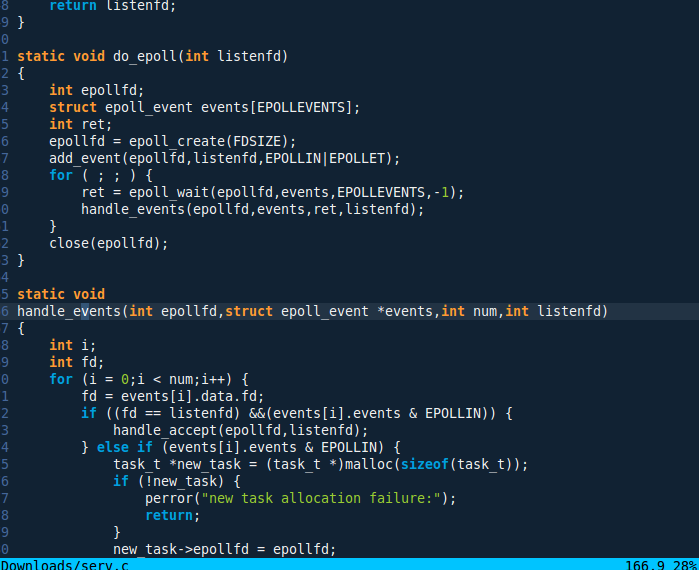 8      return listenfd;
9  }
0
1  static void do_epoll(int listenfd)
2  {
3      int epollfd;
4      struct epoll_event events[EPOLLEVENTS];
5      int ret;
6      epollfd = epoll_create(FDSIZE);
7      add_event(epollfd,listenfd,EPOLLIN|EPOLLET);
8      for ( ; ; ) {
9          ret = epoll_wait(epollfd,events,EPOLLEVENTS,-1);
0          handle_events(epollfd,events,ret,listenfd);
1      }
2      close(epollfd);
3  }
4
5  static void
6  handle_events(int epollfd,struct epoll_event *events,int num,int listenfd)
7  {
8      int i;
9      int fd;
0      for (i = 0;i < num;i++) {
1          fd = events[i].data.fd;
2          if ((fd == listenfd) &&(events[i].events & EPOLLIN)) {
3              handle_accept(epollfd,listenfd);
4          } else if (events[i].events & EPOLLIN) {
5              task_t *new_task = (task_t *)malloc(sizeof(task_t));
6              if (!new_task) {
7                  perror("new task allocation failure:");
8                  return;
9              }
0              new_task->epollfd = epollfd;
Downloads/serv.c 166,9 28%